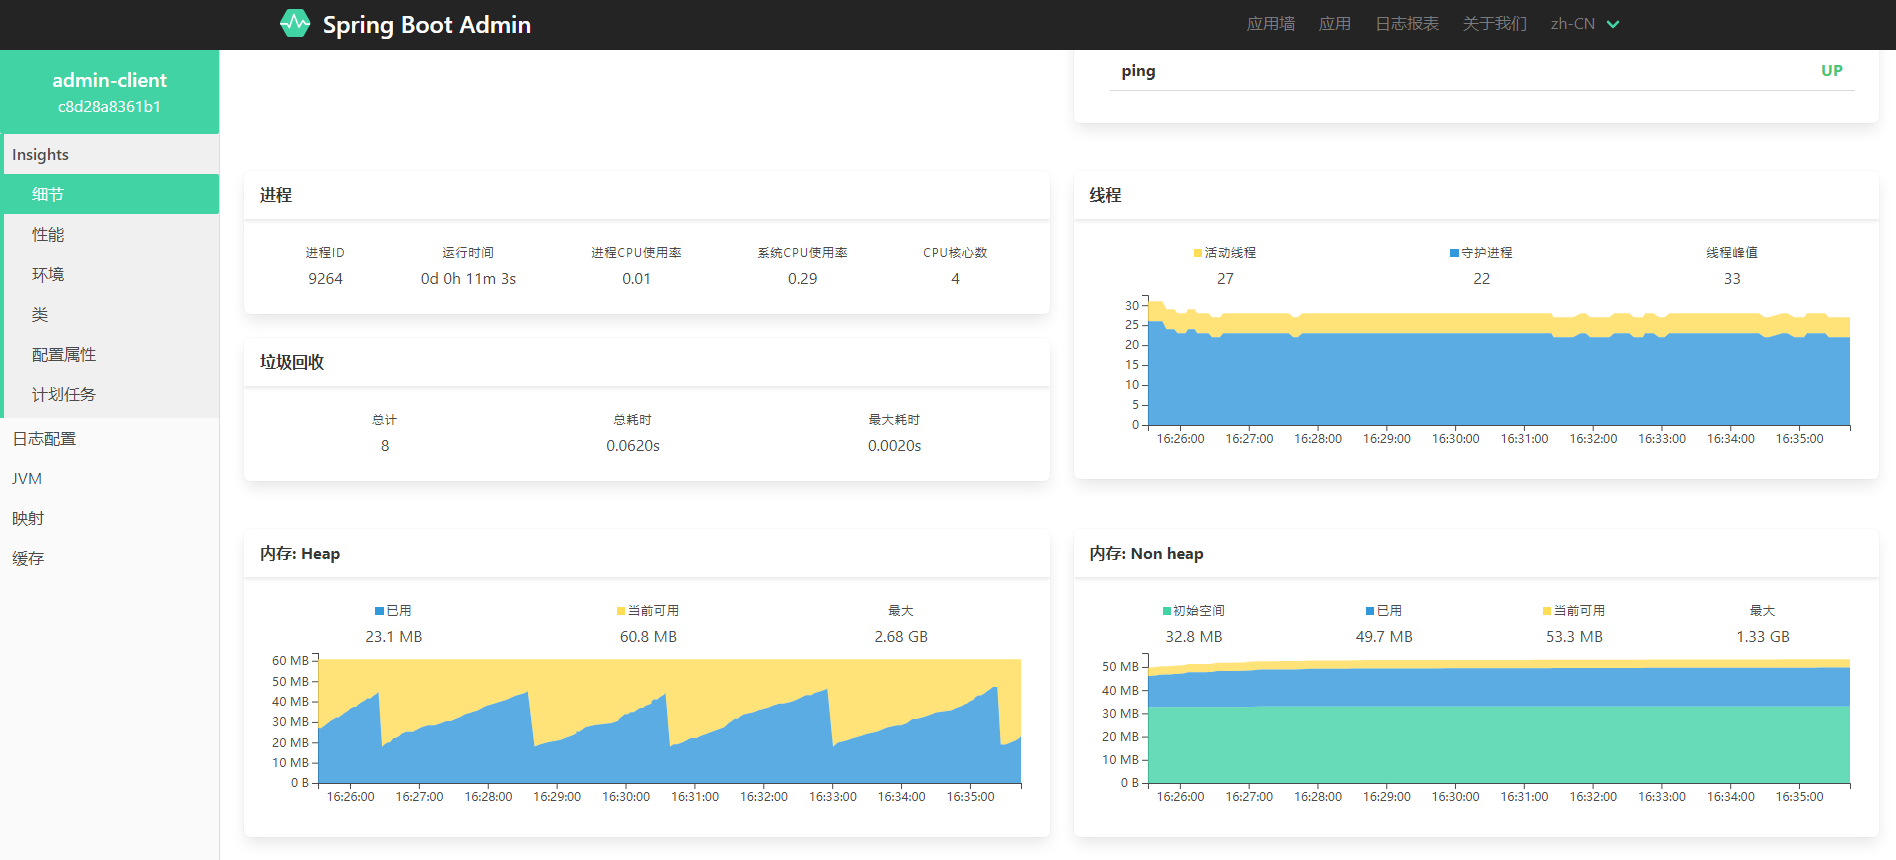 Spring Boot Admin
应用墙 应用 日志报表 关于我们 zh-CN
admin-client
c8d28a8361b1
Insights
细节
性能
环境
类
配置属性
计划任务
日志配置
JVM
映射
缓存
ping UP
进程
进程ID 运行时间 进程CPU使用率 系统CPU使用率 CPU核心数
9264 0d 0h 11m 3s 0.01 0.29 4
垃圾回收
总计 总耗时 最大耗时
8 0.0620s 0.0020s
线程
活动线程 守护进程 线程峰值
27 22 33
30
25
20
15
10
5
0
16:26:00 16:27:00 16:28:00 16:29:00 16:30:00 16:31:00 16:32:00 16:33:00 16:34:00 16:35:00
内存: Heap
已用 当前可用 最大
23.1 MB 60.8 MB 2.68 GB
60 MB
50 MB
40 MB
30 MB
20 MB
10 MB
0 B
16:26:00 16:27:00 16:28:00 16:29:00 16:30:00 16:31:00 16:32:00 16:33:00 16:34:00 16:35:00
内存: Non heap
初始空间 已用 当前可用 最大
32.8 MB 49.7 MB 53.3 MB 1.33 GB
50 MB
40 MB
30 MB
20 MB
10 MB
0 B
16:26:00 16:27:00 16:28:00 16:29:00 16:30:00 16:31:00 16:32:00 16:33:00 16:34:00 16:35:00